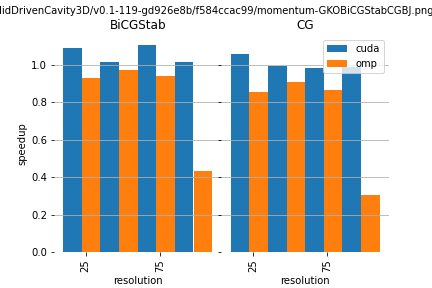 lidDrivenCavity3D/v0.1-119-gd926e8b/f584ccac99/momentum-GKOBiCGStabCGBJ.png
BiCGStab
CG
cuda
omp
speedup
1.0
0.8
0.6
0.4
0.2
0.0
25
75
25
75
resolution
resolution